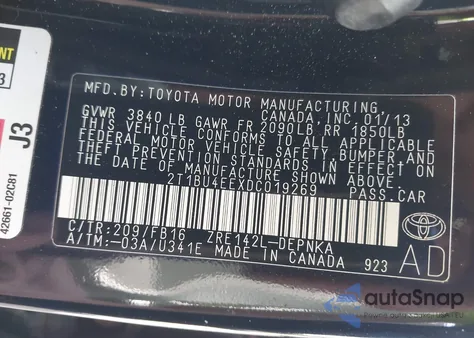 MFD.BY:TOYOTA MOTOR MANUFACTURING
CANADA,INC.01/13
GVWR 3840 LB GAWR FR 2090LB RR 1850LB
THIS VEHICLE CONFORMS TO ALL APPLICABLE
FEDERAL MOTOR VEHICLE SAFETY,BUMPER,AND
THEFT PREVENTION STANDARDS IN EFFECT ON
THE DATE OF MANUFACTURE SHOWN ABOVE.
2T1BU4EEXDC019269 PASS.CAR
C/TR:209/FB16 ZRE142L-DEPNKA
A/TM:-03A/U341E MADE IN CANADA 923
AD
TOYOTA
J3
42661-02C81
autoSnap